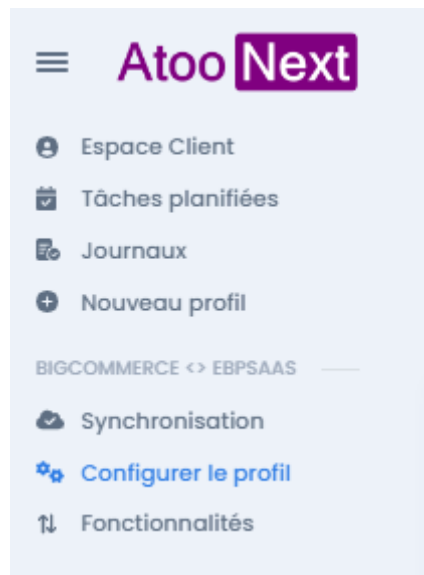 Atoo Next
Espace Client
Tâches planifiées
Journaux
Nouveau profil
BIGCOMMERCE <> EBPSAAS
Synchronisation
Configurer le profil
Fonctionnalités